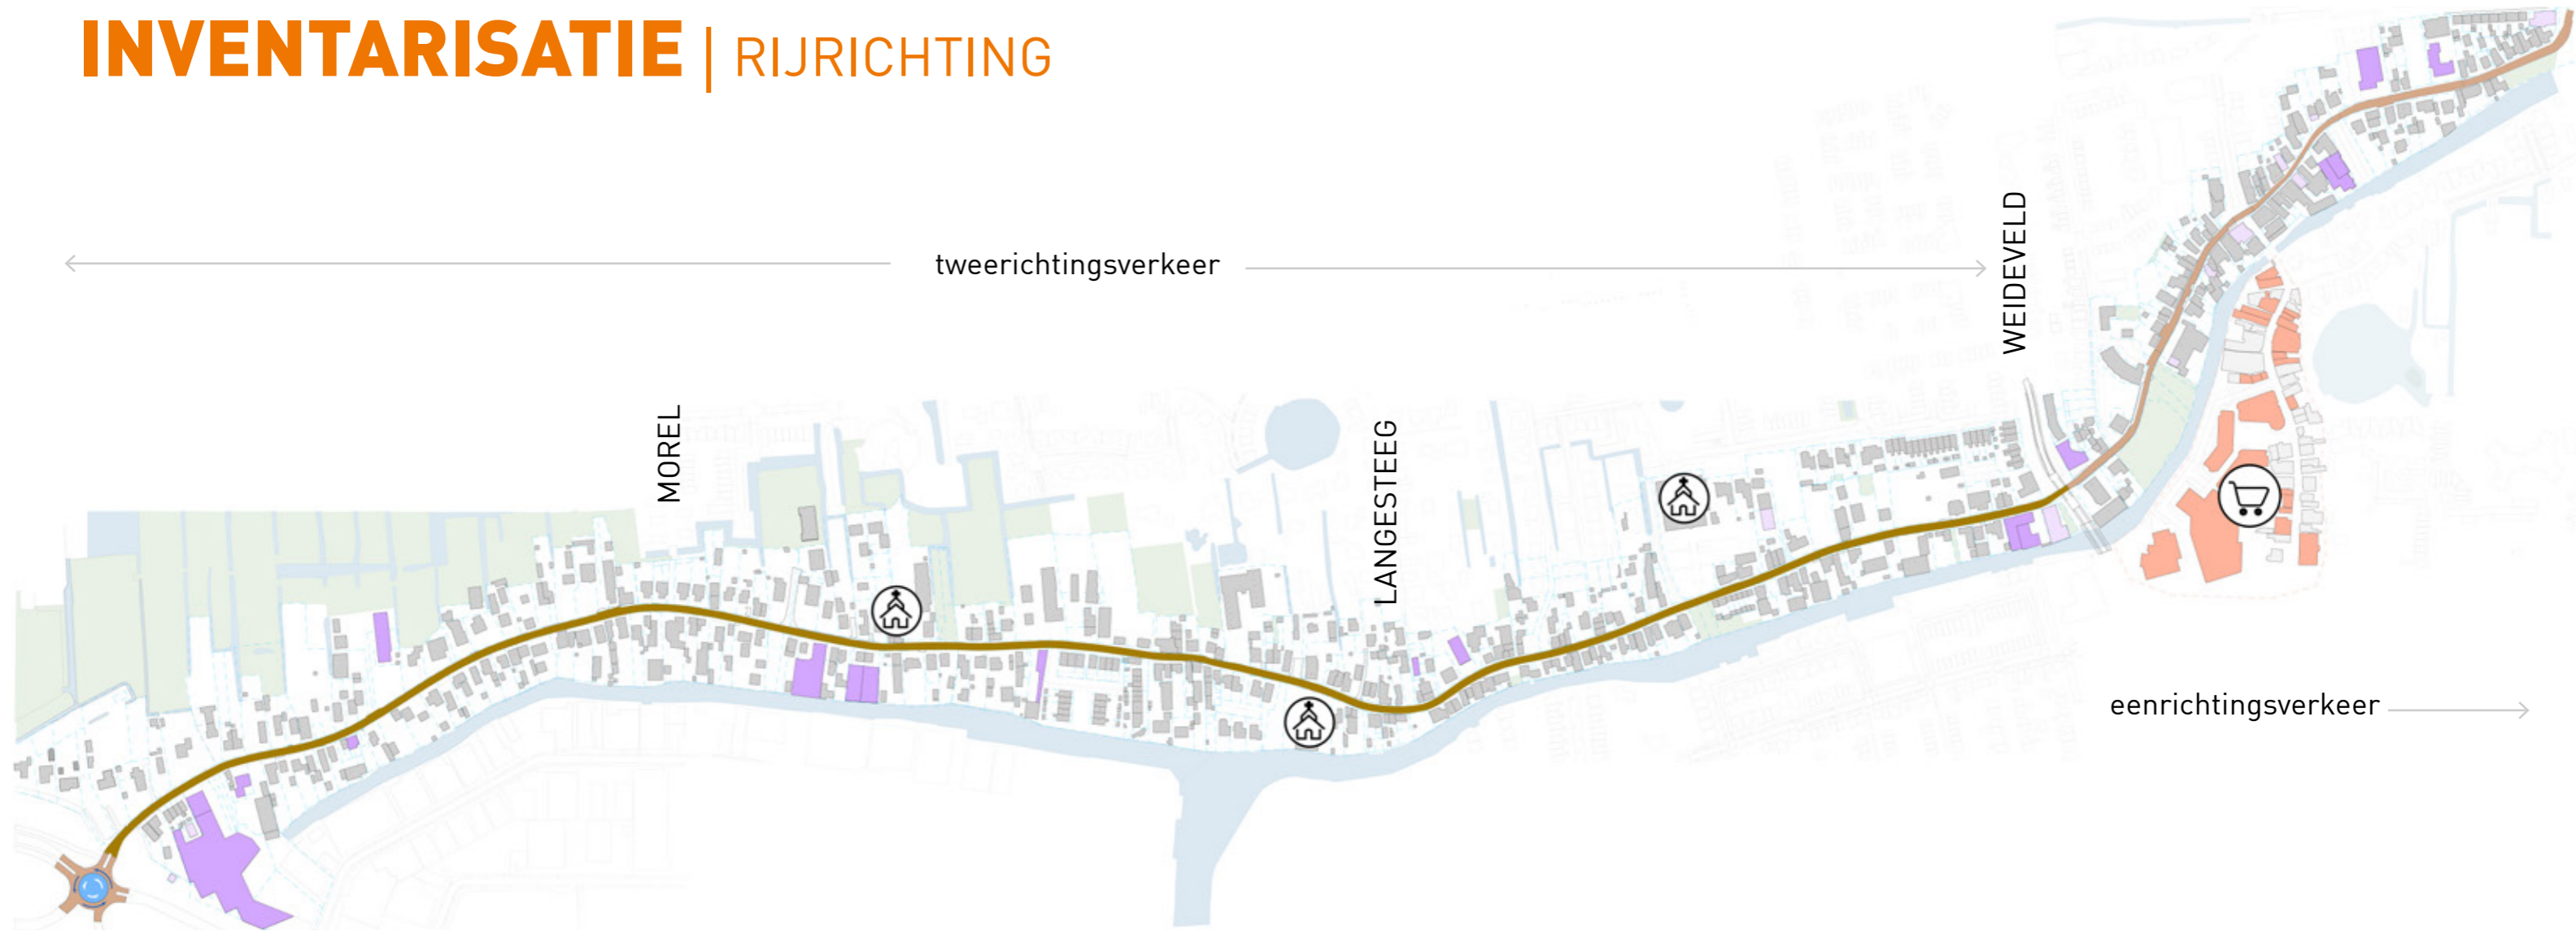 INVENTARISATIE | RIJRICHTING
tweerichtingsverkeer
WEIDEVELD
MOREL
LANGESTEEG
eenrichtingsverkeer